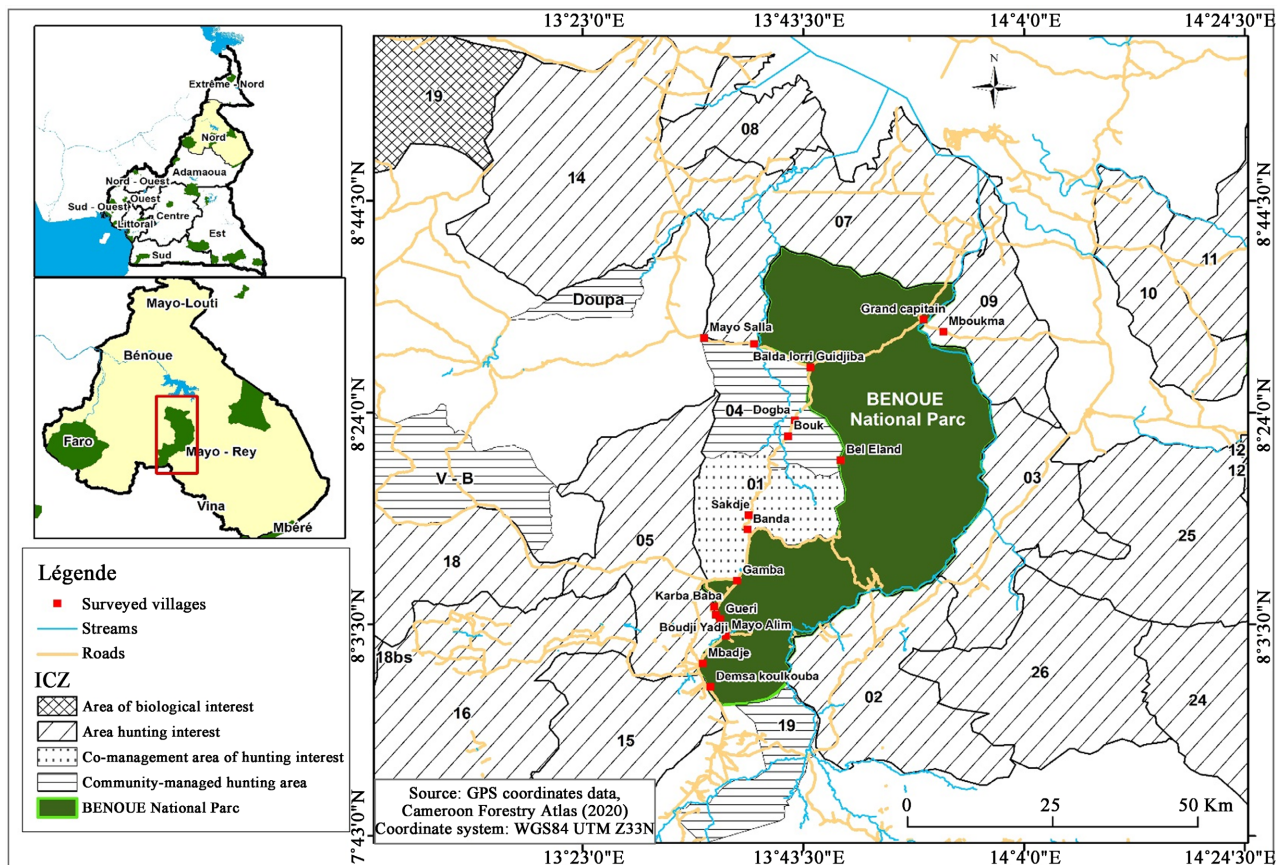 13°23'0"E
13°43'30"E
14°4'0"E
14°24'30"E
Extrême - Nord
Nord
Adamaoua
Nord - Ouest
Ouest
Sud - Ouest
Centre
Littoral
Est
Sud
Mayo-Louti
Bénoue
Faro
Mayo - Rey
Vina
Mbéré
Légende
Surveyed villages
Streams
Roads
ICZ
Area of biological interest
Area hunting interest
Co-management area of hunting interest
Community-managed hunting area
BENOUE National Parc
N
19
08
14
07
11
10
09
Doupa
Grand capitain
Mboukma
Mayo Salla
Balda lorri Guidjiba
BENOUE
National Parc
04
Dogba
Bouk
Bel Eland
12
12
V - B
01
03
Sakdje
Banda
25
05
18
Gamba
Karba Baba
Gueri
Boudji Yadji
Mayo Alim
18bs
Mbadje
Demsa koulkouba
26
02
24
16
19
15
8°44'30"N
8°24'0"N
8°3'30"N
7°43'0"N
8°44'30"N
8°24'0"N
8°3'30"N
7°43'0"N
Source: GPS coordinates data,
Cameroon Forestry Atlas (2020)
Coordinate system: WGS84 UTM Z33N
0 25 50 Km
13°23'0"E
13°43'30"E
14°4'0"E
14°24'30"E